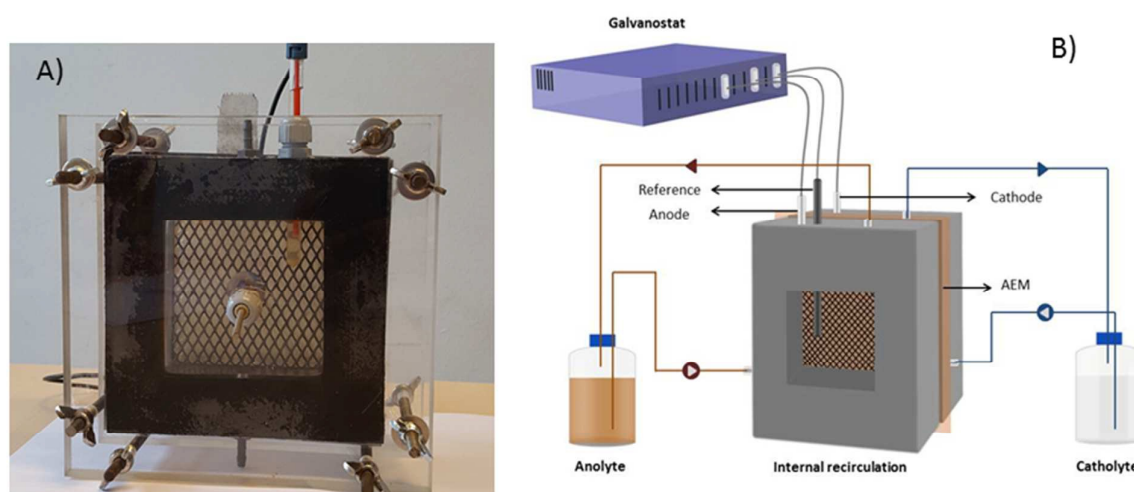 A)
Galvanostat
B)
Reference
Anode
Cathode
AEM
Anolyte
Internal recirculation
Catholyte